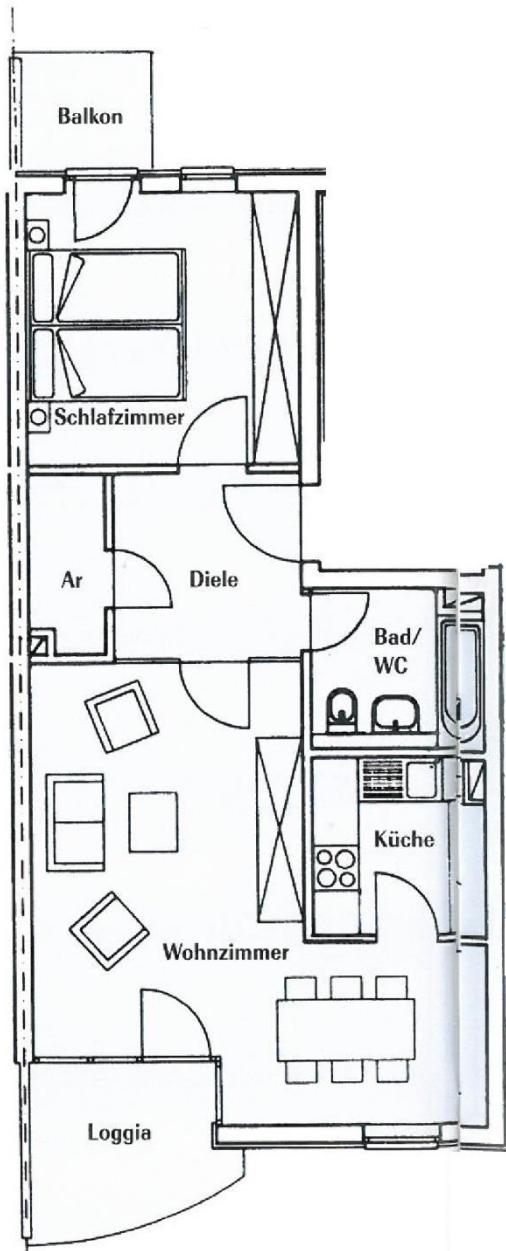 Balkon
Schlafzimmer
Ar
Diele
Bad/
WC
Küche
Wohnzimmer
Loggia